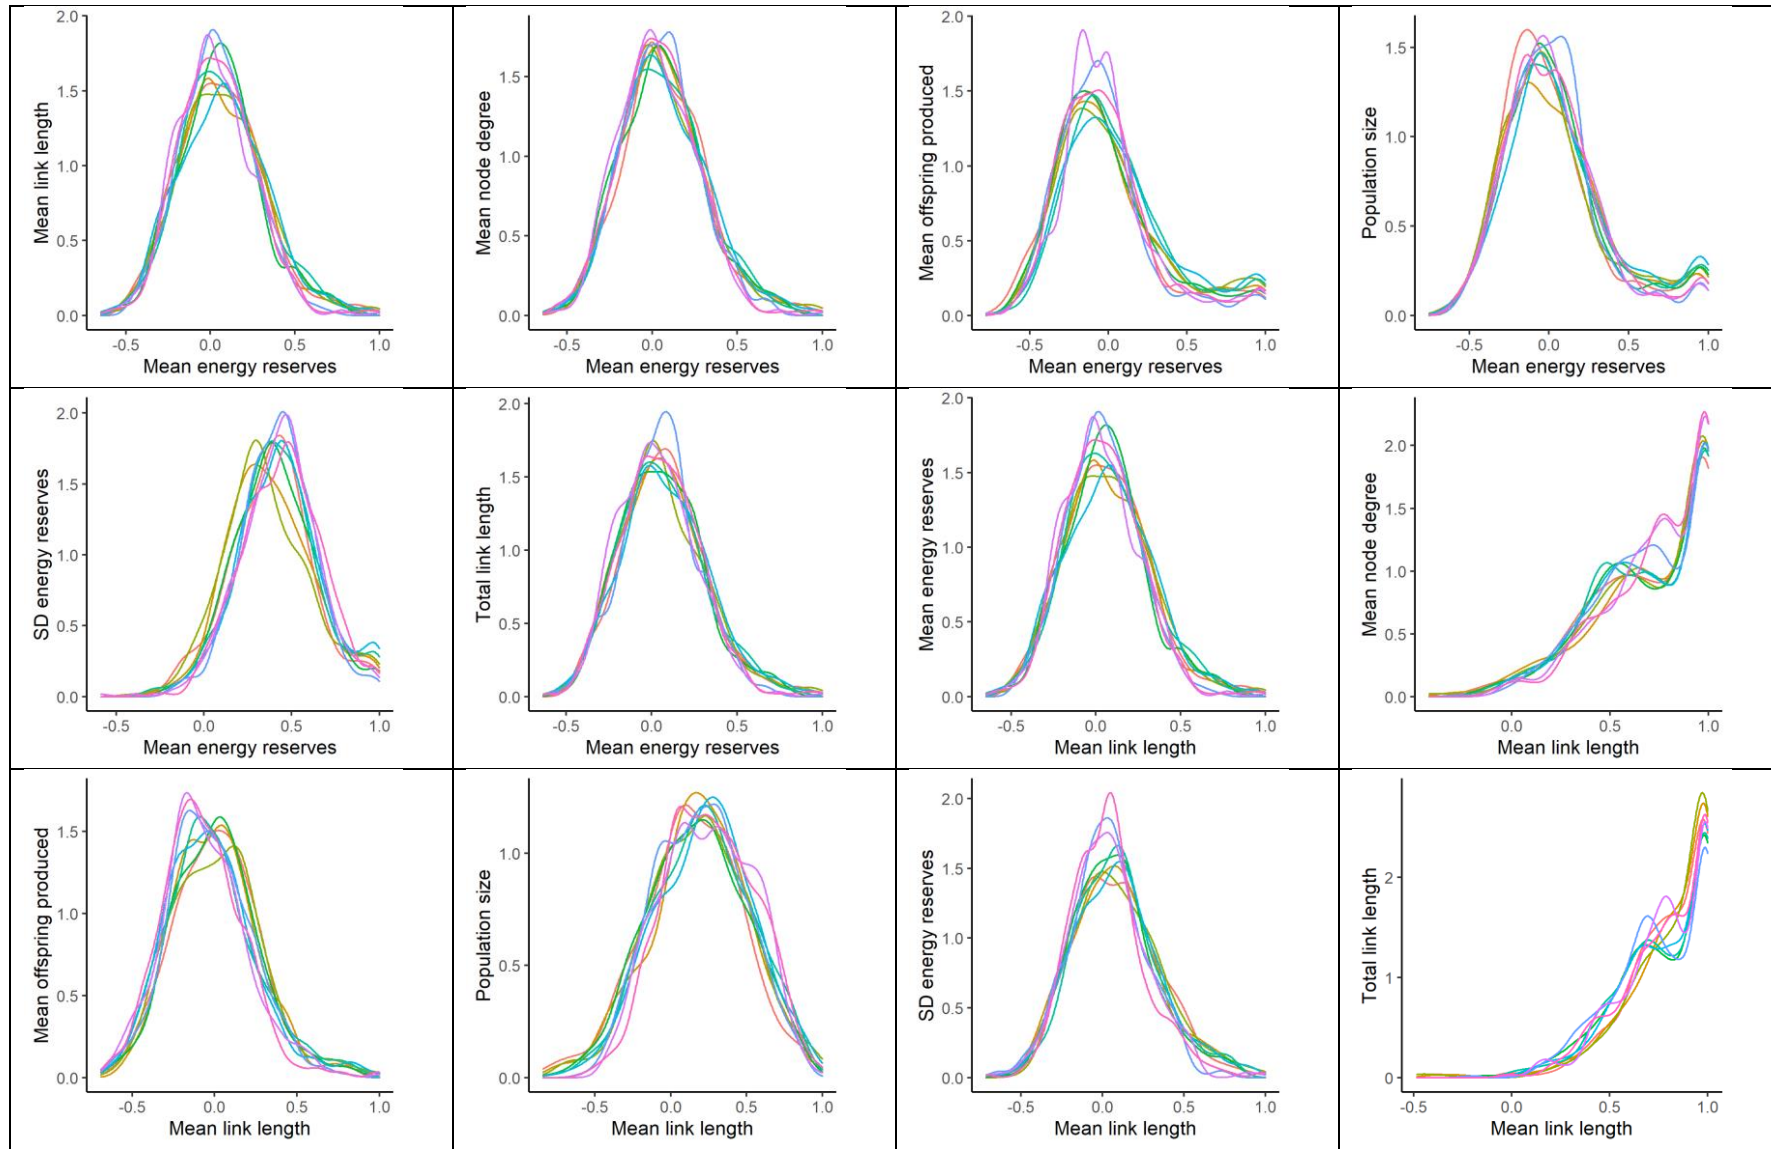 2.0
1.5
1.0
0.5
0.0
Mean link length
-0.5 0.0 0.5 1.0
Mean energy reserves
1.5
1.0
0.5
0.0
Mean node degree
-0.5 0.0 0.5 1.0
Mean energy reserves
2.0
1.5
1.0
0.5
0.0
Mean offspring produced
-0.5 0.0 0.5 1.0
Mean energy reserves
1.5
1.0
0.5
0.0
Population size
-0.5 0.0 0.5 1.0
Mean energy reserves
2.0
1.5
1.0
0.5
0.0
SD energy reserves
-0.5 0.0 0.5 1.0
Mean energy reserves
2.0
1.5
1.0
0.5
0.0
Total link length
-0.5 0.0 0.5 1.0
Mean energy reserves
2.0
1.5
1.0
0.5
0.0
Mean energy reserves
-0.5 0.0 0.5 1.0
Mean link length
2.0
1.5
1.0
0.5
0.0
Mean node degree
0.0 0.5 1.0
Mean link length
1.5
1.0
0.5
0.0
Mean offspring produced
-0.5 0.0 0.5 1.0
Mean link length
1.0
0.5
0.0
Population size
-0.5 0.0 0.5 1.0
Mean link length
2.0
1.5
1.0
0.5
0.0
SD energy reserves
-0.5 0.0 0.5 1.0
Mean link length
2
1
0
Total link length
-0.5 0.0 0.5 1.0
Mean link length